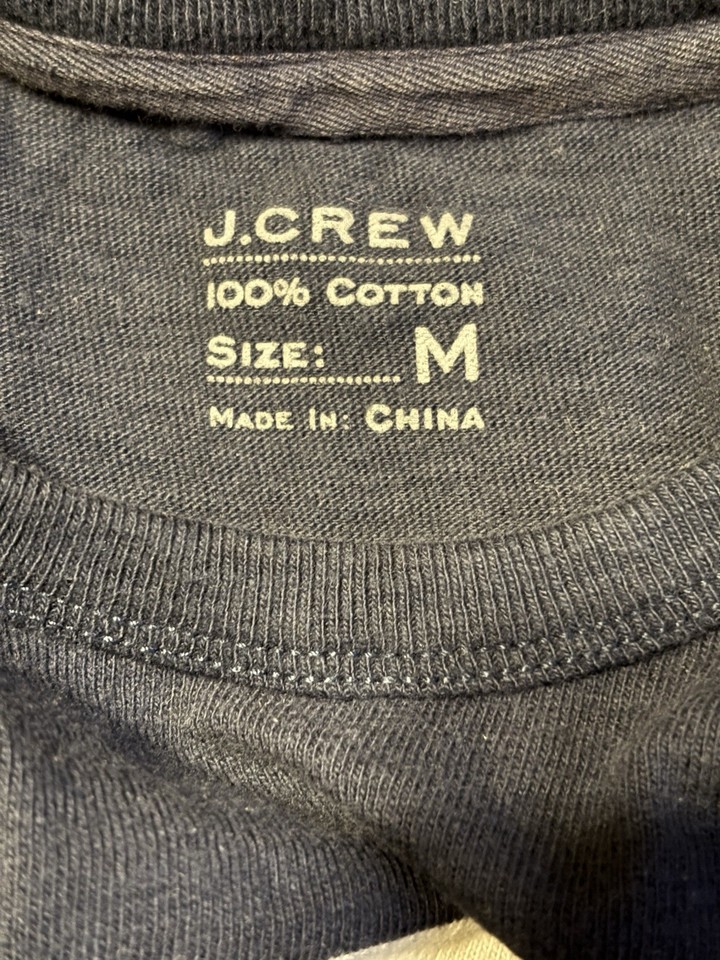 J.CREW
100% COTTON
SIZE: M
MADE IN: CHINA